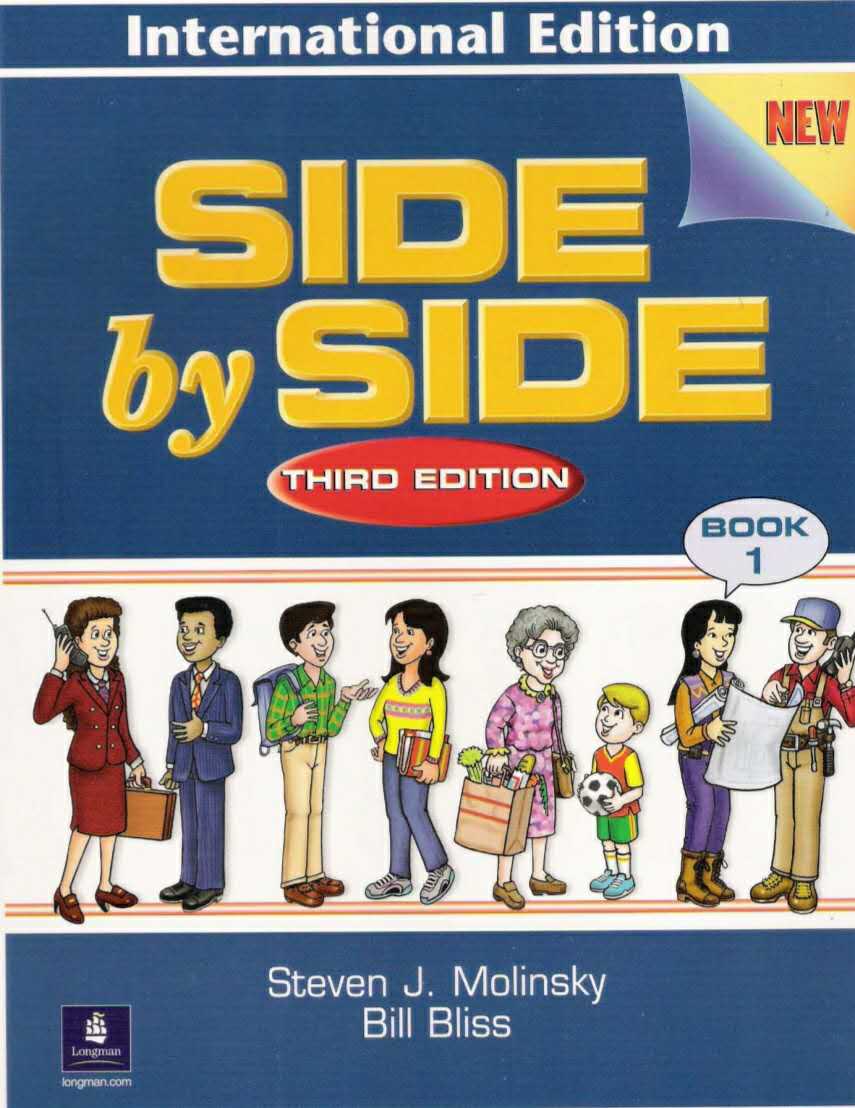 International Edition
NEW
SIDE
by SIDE
THIRD EDITION
BOOK
1
Steven J. Molinsky
Bill Bliss
Longman
longman.com